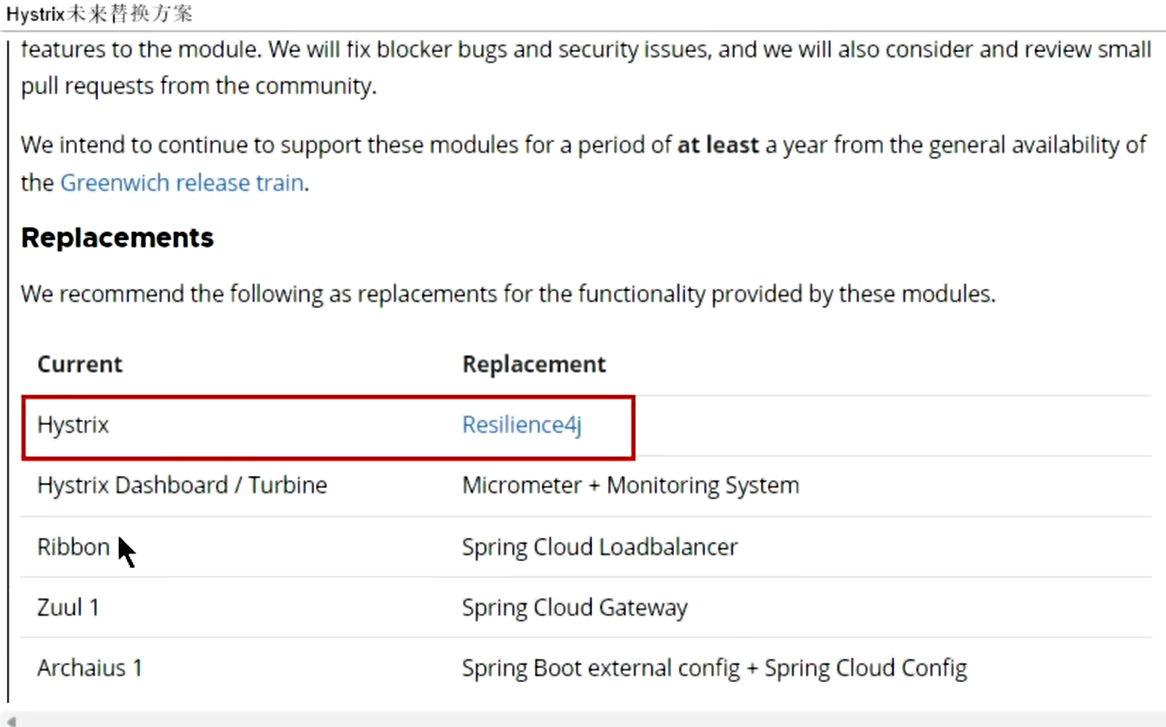 Hystrix未来替换方案
features to the module. We will fix blocker bugs and security issues, and we will also consider and review small
pull requests from the community.
We intend to continue to support these modules for a period of at least a year from the general availability of
the Greenwich release train.
Replacements
We recommend the following as replacements for the functionality provided by these modules.
Current Replacement
Hystrix Resilience4j
Hystrix Dashboard / Turbine Micrometer + Monitoring System
Ribbon Spring Cloud Loadbalancer
Zuul 1 Spring Cloud Gateway
Archaius 1 Spring Boot external config + Spring Cloud Config